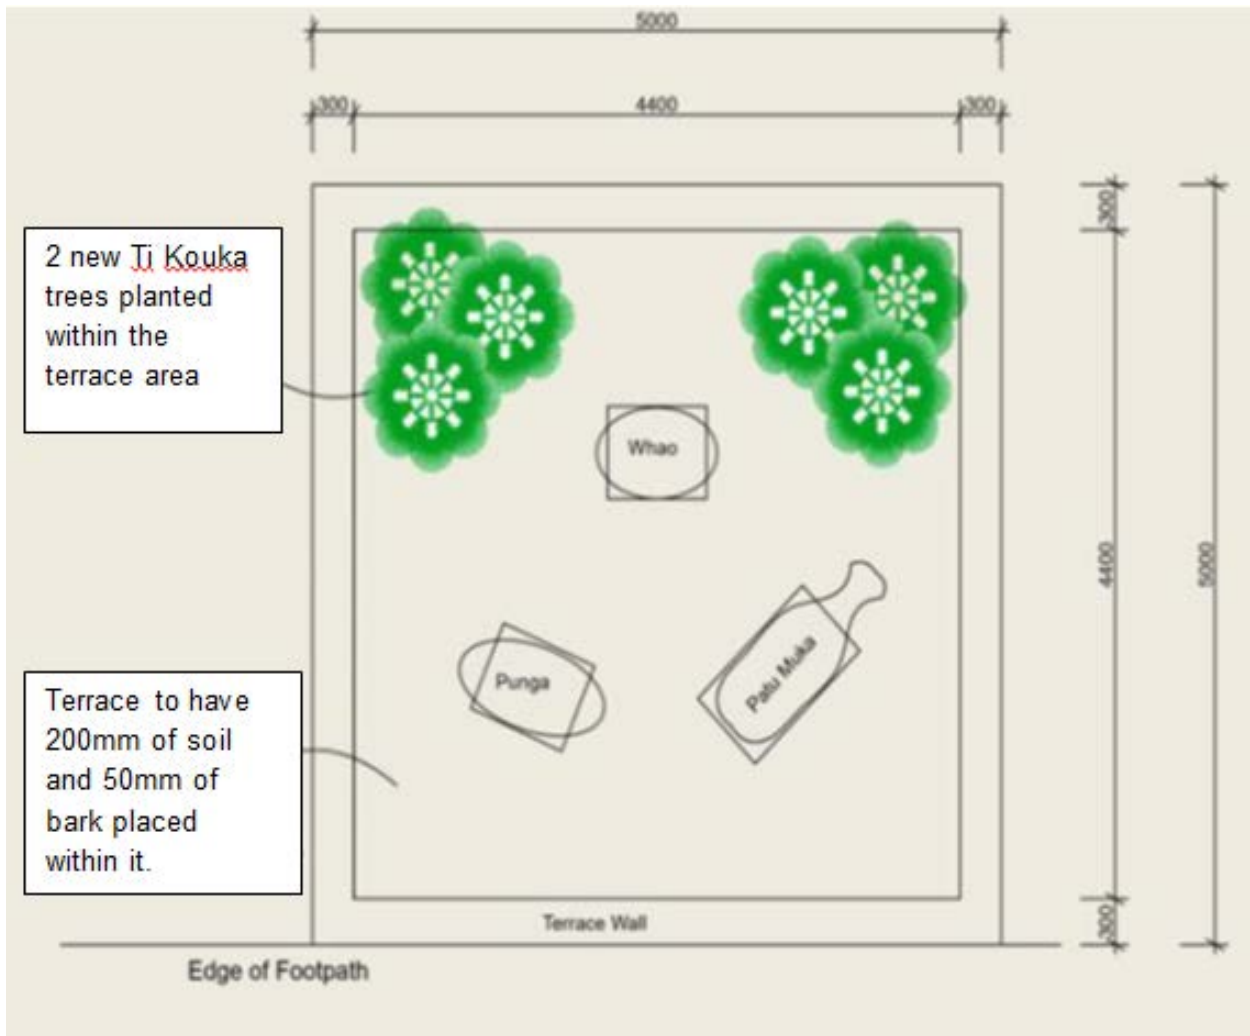 5000
300
4400
300
2 new Ti Kouka
trees planted
within the
terrace area
300
Whao
4400
5000
Punga
Patu Muka
Terrace to have
200mm of soil
and 50mm of
bark placed
within it.
Terrace Wall
300
Edge of Footpath